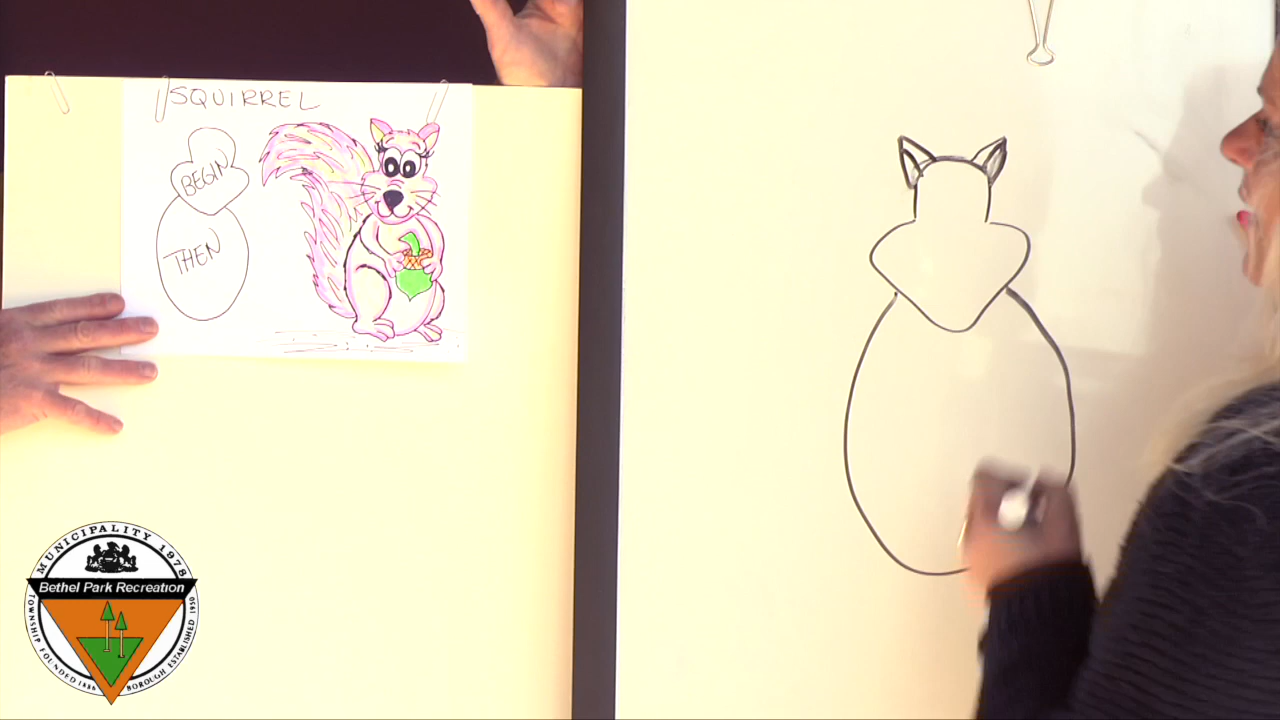 SQUIRREL
BEGIN
THEN
MUNICIPALITY 1978
Bethel Park Recreation
TOWNSHIP FOUNDED 1886
BOROUGH ESTABLISHED 1950